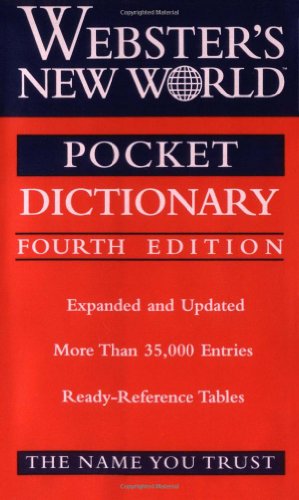 WEBSTER'S
NEW WORLD™
POCKET
DICTIONARY
FOURTH EDITION
Expanded and Updated
More Than 35,000 Entries
Ready-Reference Tables
THE NAME YOU TRUST